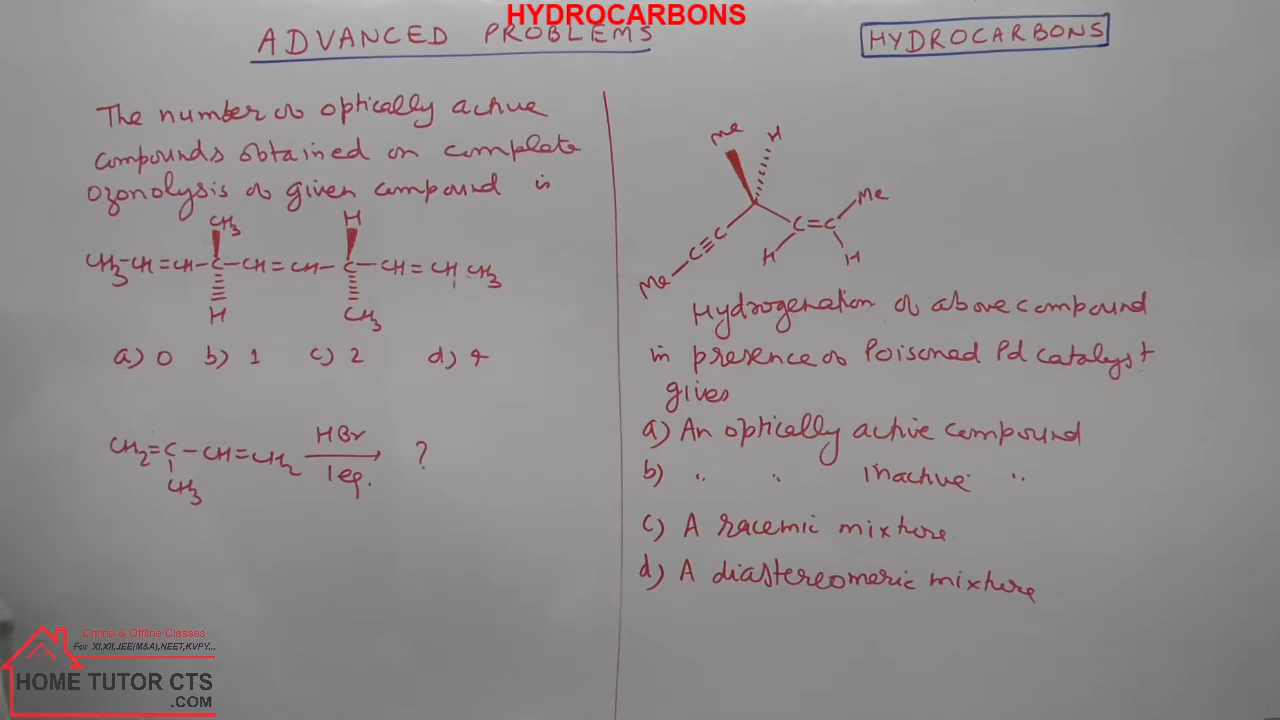 HYDROCARBONS
ADVANCED PROBLEMS
HYDROCARBONS
The number of optically active
compounds obtained on complete
ozonolysis of given compound is
CH3 H
CH3-CH=CH-C-CH=CH-C-CH=CH CH3
H CH3
a) 0 b) 1 c) 2 d) 4
CH2=C-CH=CH2 HBr ?
CH3 1 eq.
Me H
Me
C=C
C≡C
H H
Me
Hydrogenation of above compound
in presence of Poisoned Pd catalyst
gives
a) An optically active compound
b) " " Inactive "
c) A racemic mixture
d) A diastereomeric mixture
Online & Offline Classes
For XI,XII,JEE(M&A),NEET,KVPY...
HOME TUTOR CTS
.COM